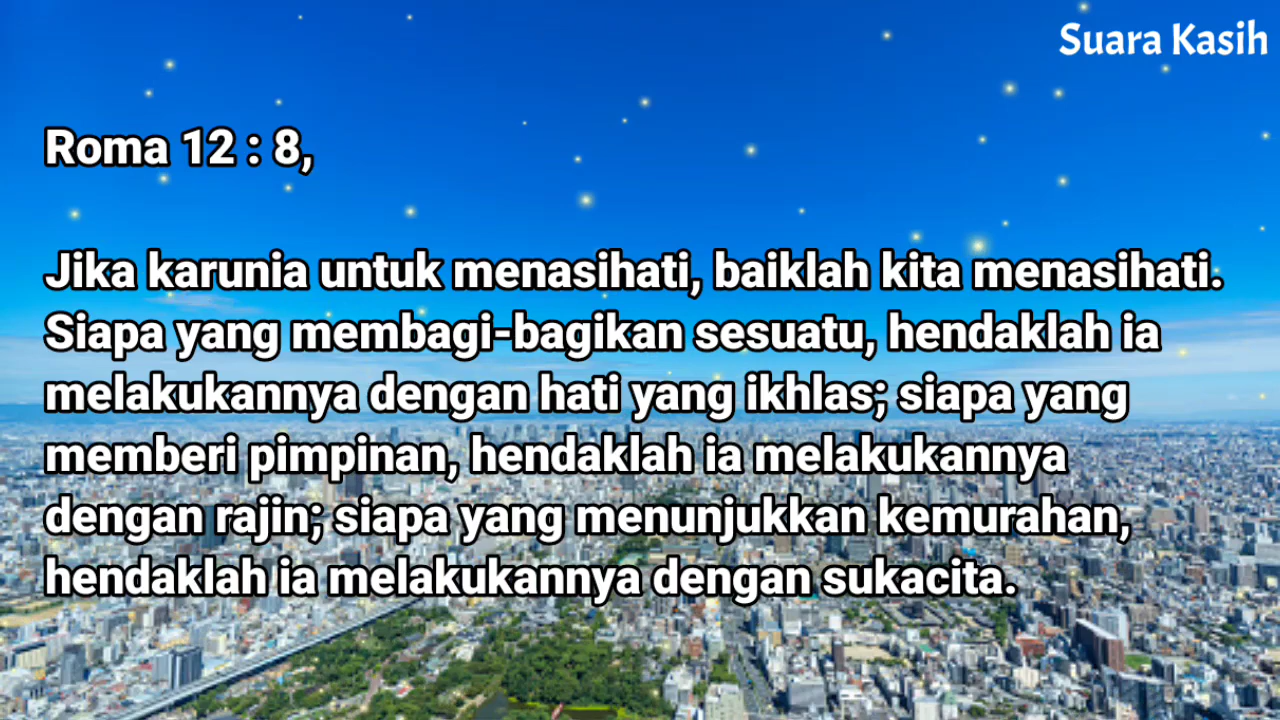 Suara Kasih
Roma 12 : 8,
Jika karunia untuk menasihati, baiklah kita menasihati.
Siapa yang membagi-bagikan sesuatu, hendaklah ia
melakukannya dengan hati yang ikhlas; siapa yang
memberi pimpinan, hendaklah ia melakukannya
dengan rajin; siapa yang menunjukkan kemurahan,
hendaklah ia melakukannya dengan sukacita.